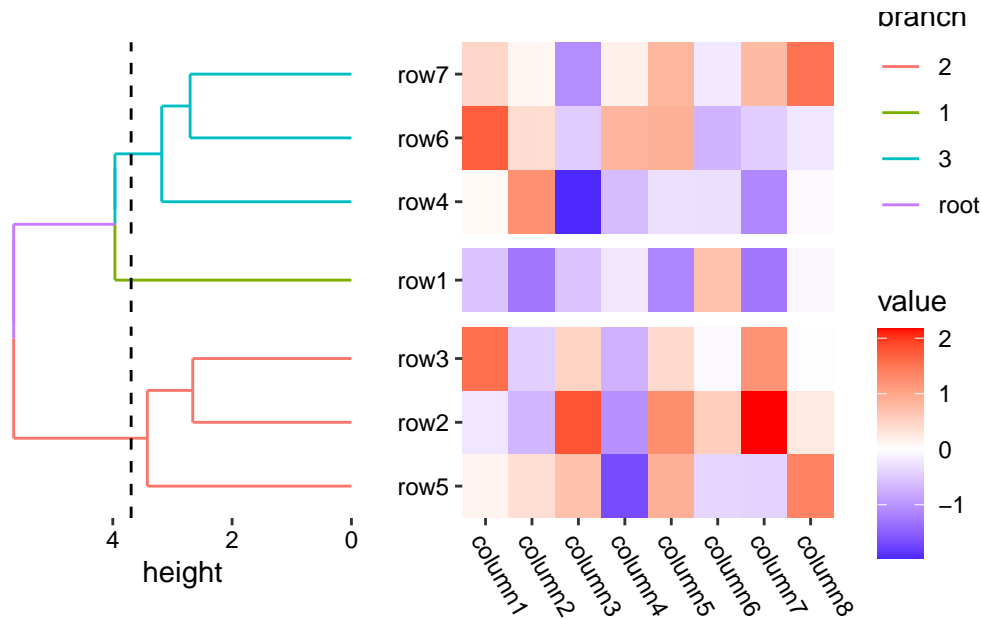 branch
2
1
3
root
row7
row6
row4
row1
row3
row2
row5
value
2
1
0
−1
4
2
0
height
column1
column2
column3
column4
column5
column6
column7
column8